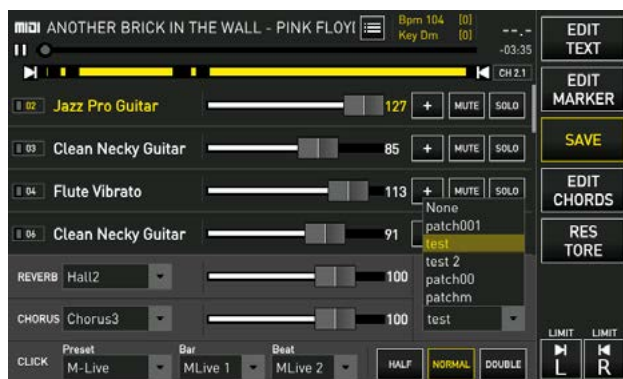 miDi ANOTHER BRICK IN THE WALL - PINK FLOY
Bpm 104 [0]
Key Dm [0]
--.-
-03:35
CH 2.1
02 Jazz Pro Guitar 127 + MUTE SOLO
03 Clean Necky Guitar 85 + MUTE SOLO
04 Flute Vibrato 113 + MUTE SOLO
06 Clean Necky Guitar 91
None
patch001
test
test 2
patch00
patchm
REVERB Hall2 100
CHORUS Chorus3 100 test
CLICK
Preset Bar Beat
M-Live MLive 1 MLive 2
HALF NORMAL DOUBLE
EDIT
TEXT
EDIT
MARKER
SAVE
EDIT
CHORDS
RES
TORE
LIMIT LIMIT
L R